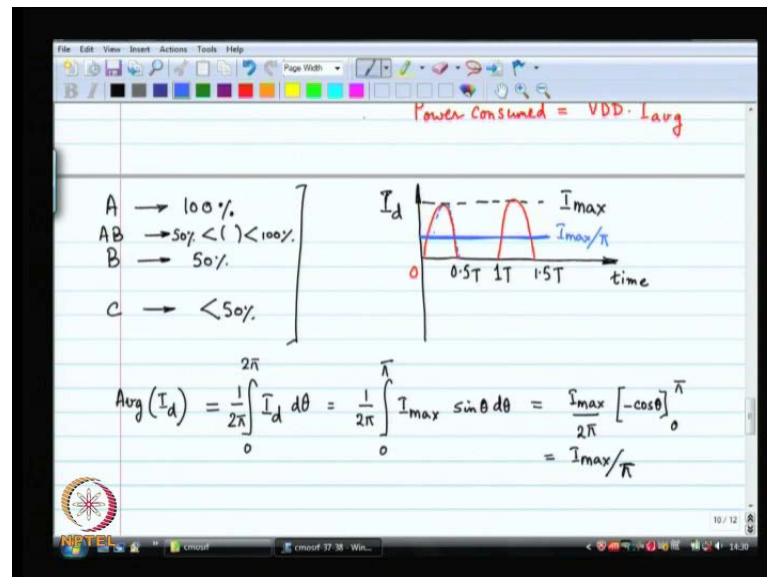 File Edit View Insert Actions Tools Help
Page Width
B I
Power Consumed = VDD. Iavg
A → 100%.
AB → 50% < ( ) < 100%.
B → 50%.
C → < 50%.
Id
Imax
Imax/π
0 0.5T 1T 1.5T time
Avg (Id) = 1/2π ∫₀^2π Id dθ = 1/2π ∫₀^π Imax sinθ dθ = Imax/2π [-cosθ]₀^π
= Imax/π
10 / 12
NPTEL
cmosrf
cmosrf-37-38 - Win...
14:30